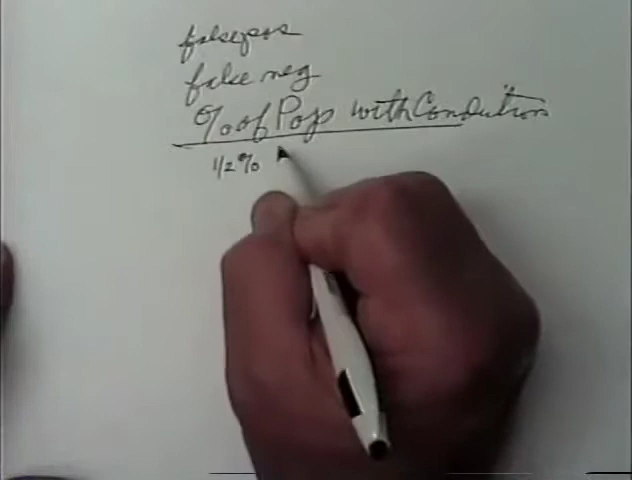 false pos
false neg
% of Pop with Condition
1/2 %